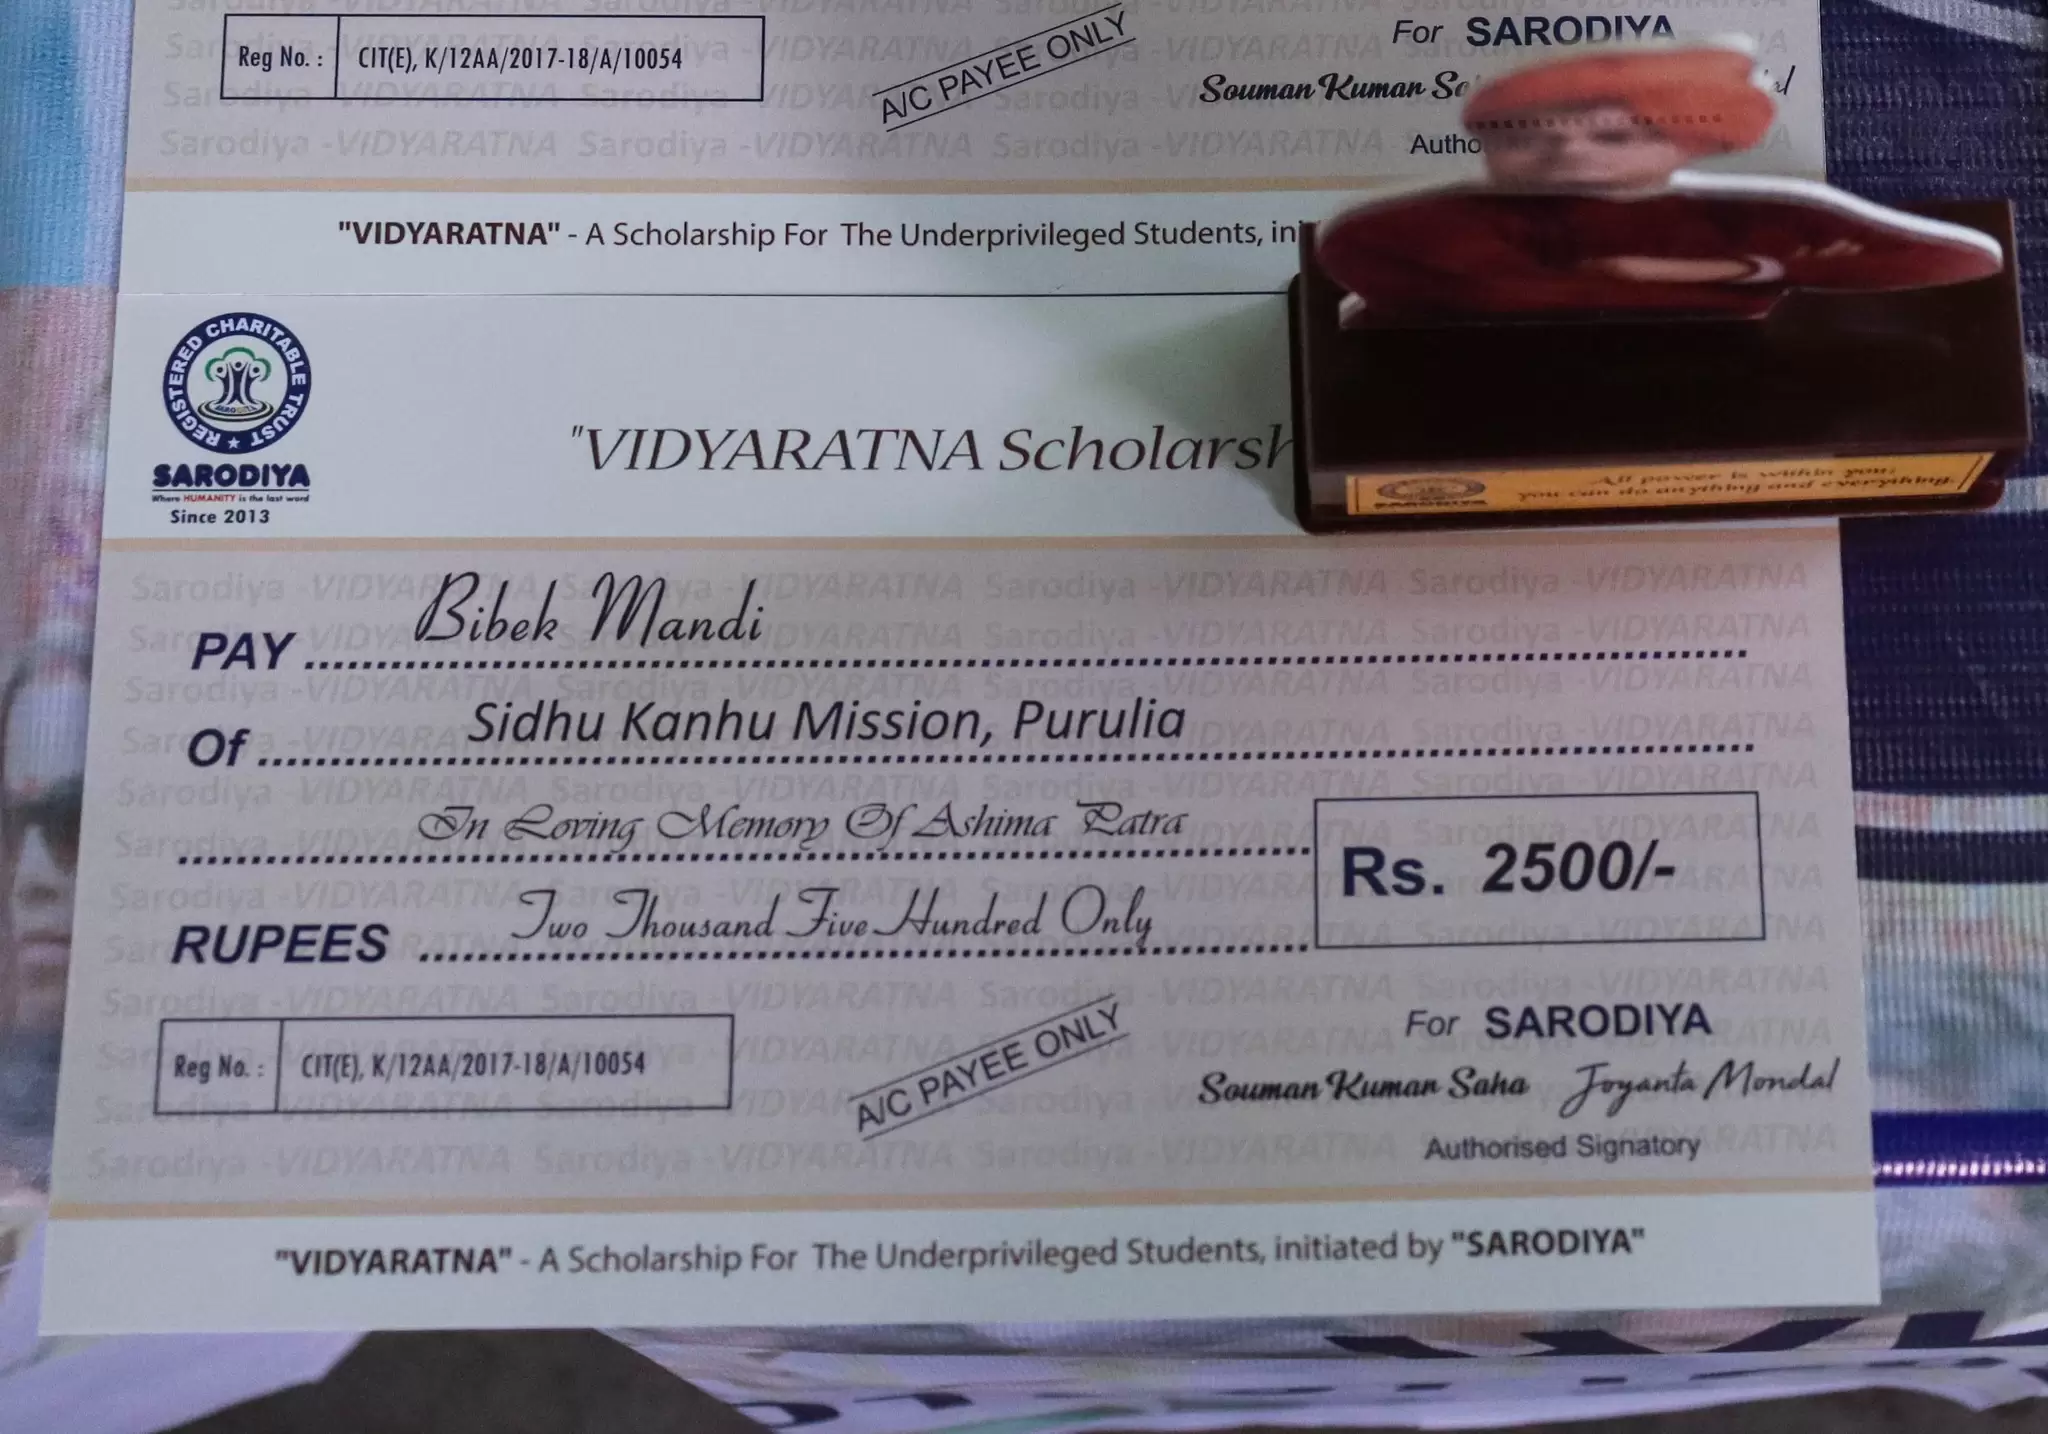 Reg No. : CIT(E), K/12AA/2017-18/A/10054
A/C PAYEE ONLY
For SARODIYA
Souman Kumar
"VIDYARATNA" - A Scholarship For The Underprivileged Students,
REGISTERED CHARITABLE TRUST
SARODIYA
Where HUMANITY is the last word
Since 2013
"VIDYARATNA
All power is within you;
you can do anything and everything.
SARODIYA
PAY Bibek Mandi
Of Sidhu Kanhu Mission, Purulia
In Loving Memory Of Ashima Patra
Rs. 2500/-
RUPEES Two Thousand Five Hundred Only
Reg No. : CIT(E), K/12AA/2017-18/A/10054
A/C PAYEE ONLY
For SARODIYA
Souman Kumar Saha Joyanta Mondal
Authorised Signatory
"VIDYARATNA" - A Scholarship For The Underprivileged Students, initiated by "SARODIYA"